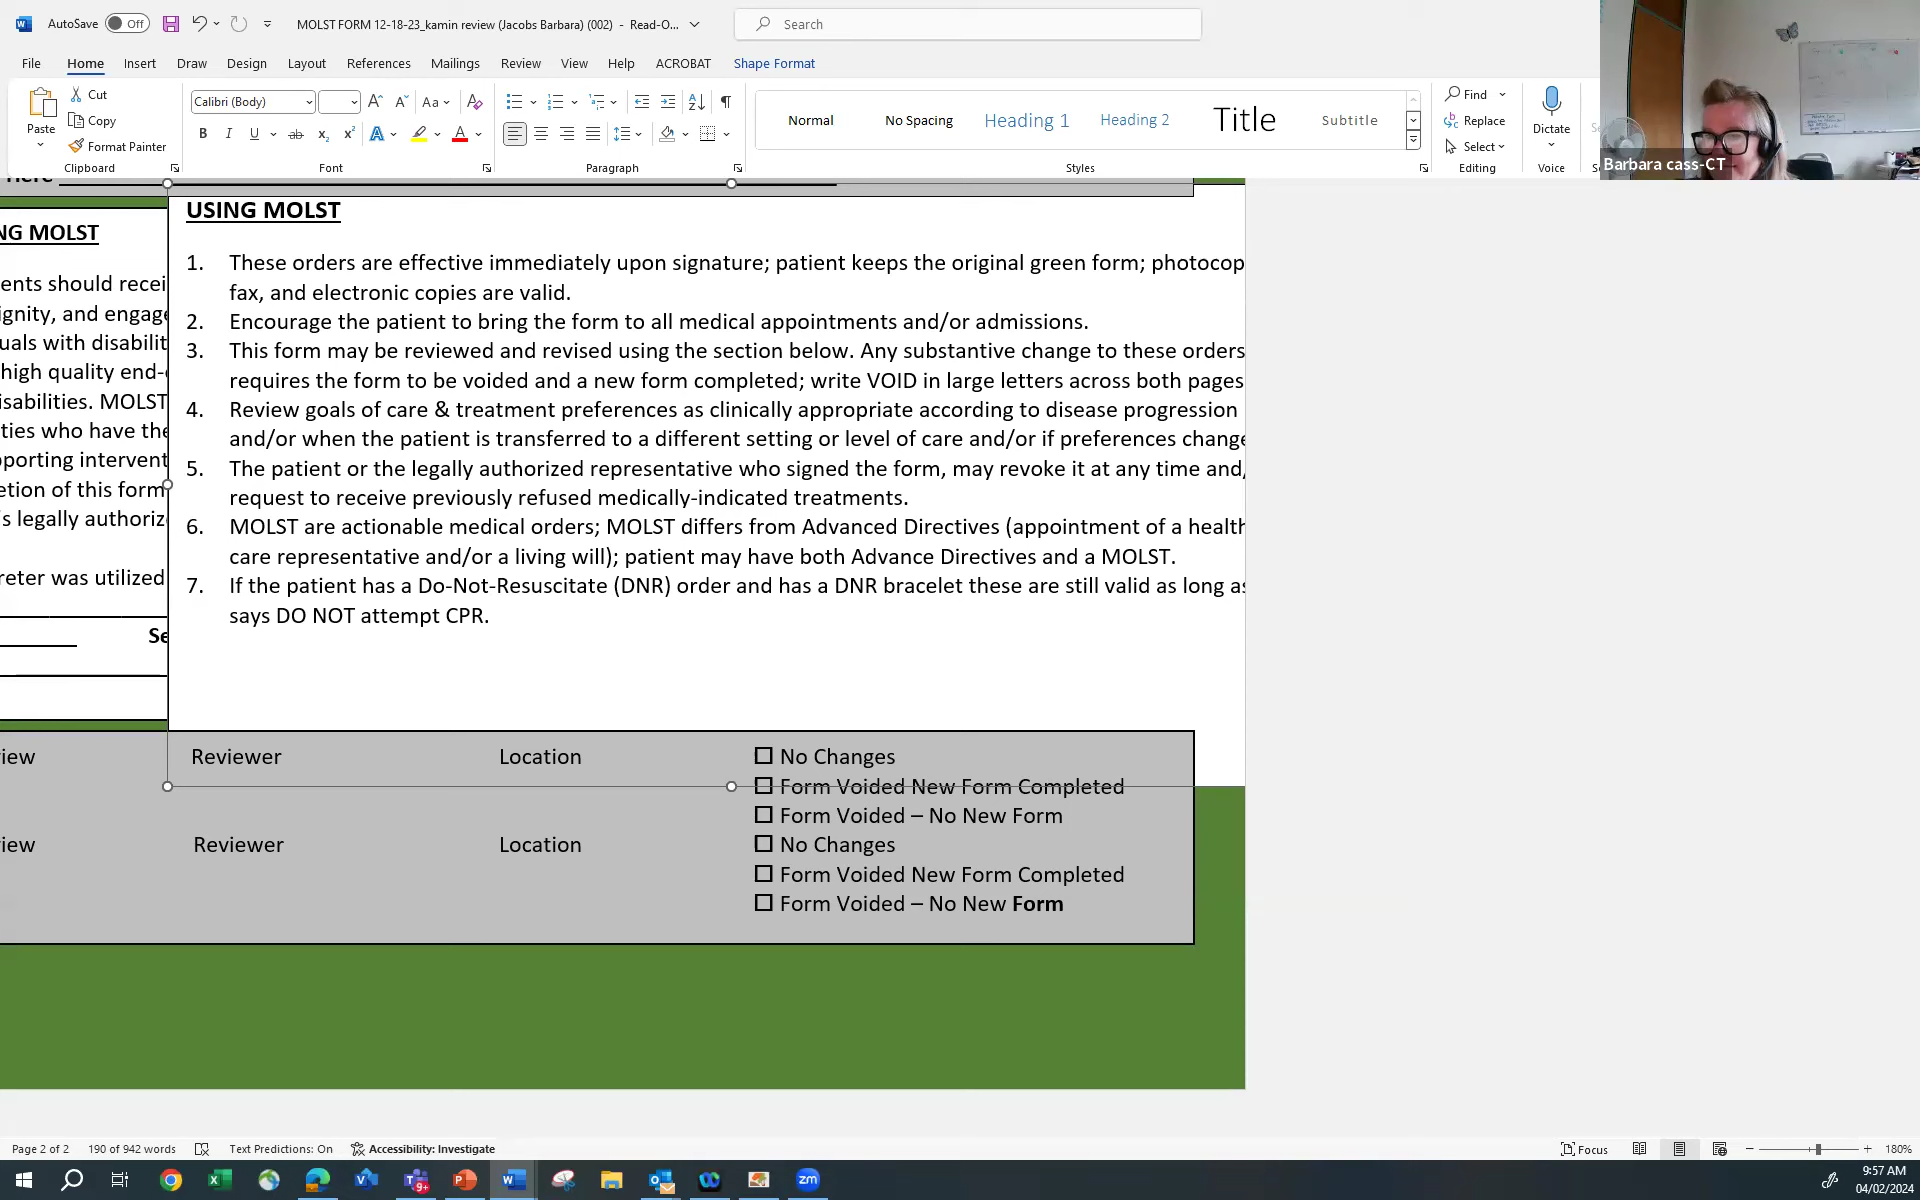 AutoSave Off MOLST FORM 12-18-23_kamin review (Jacobs Barbara) (002) - Read-O... Search
File Home Insert Draw Design Layout References Mailings Review View Help ACROBAT Shape Format
Cut
Copy
Format Painter
Paste
Clipboard
Calibri (Body)
Font
Paragraph
Normal No Spacing Heading 1 Heading 2 Title Subtitle
Styles
Find
Replace
Select
Editing
Dictate
Voice
Barbara cass-CT
NG MOLST
ents should recei
ignity, and engage
uals with disabilit
high quality end-
isabilities. MOLST
ties who have the
porting intervent
etion of this form
s legally authoriz
reter was utilized
Se
USING MOLST
1. These orders are effective immediately upon signature; patient keeps the original green form; photocop
fax, and electronic copies are valid.
2. Encourage the patient to bring the form to all medical appointments and/or admissions.
3. This form may be reviewed and revised using the section below. Any substantive change to these orders
requires the form to be voided and a new form completed; write VOID in large letters across both pages
4. Review goals of care & treatment preferences as clinically appropriate according to disease progression
and/or when the patient is transferred to a different setting or level of care and/or if preferences change
5. The patient or the legally authorized representative who signed the form, may revoke it at any time and/
request to receive previously refused medically-indicated treatments.
6. MOLST are actionable medical orders; MOLST differs from Advanced Directives (appointment of a health
care representative and/or a living will); patient may have both Advance Directives and a MOLST.
7. If the patient has a Do-Not-Resuscitate (DNR) order and has a DNR bracelet these are still valid as long as
says DO NOT attempt CPR.
iew Reviewer Location ☐ No Changes
☐ Form Voided New Form Completed
☐ Form Voided – No New Form
iew Reviewer Location ☐ No Changes
☐ Form Voided New Form Completed
☐ Form Voided – No New Form
Page 2 of 2 190 of 942 words Text Predictions: On Accessibility: Investigate Focus 180%
9:57 AM
04/02/2024